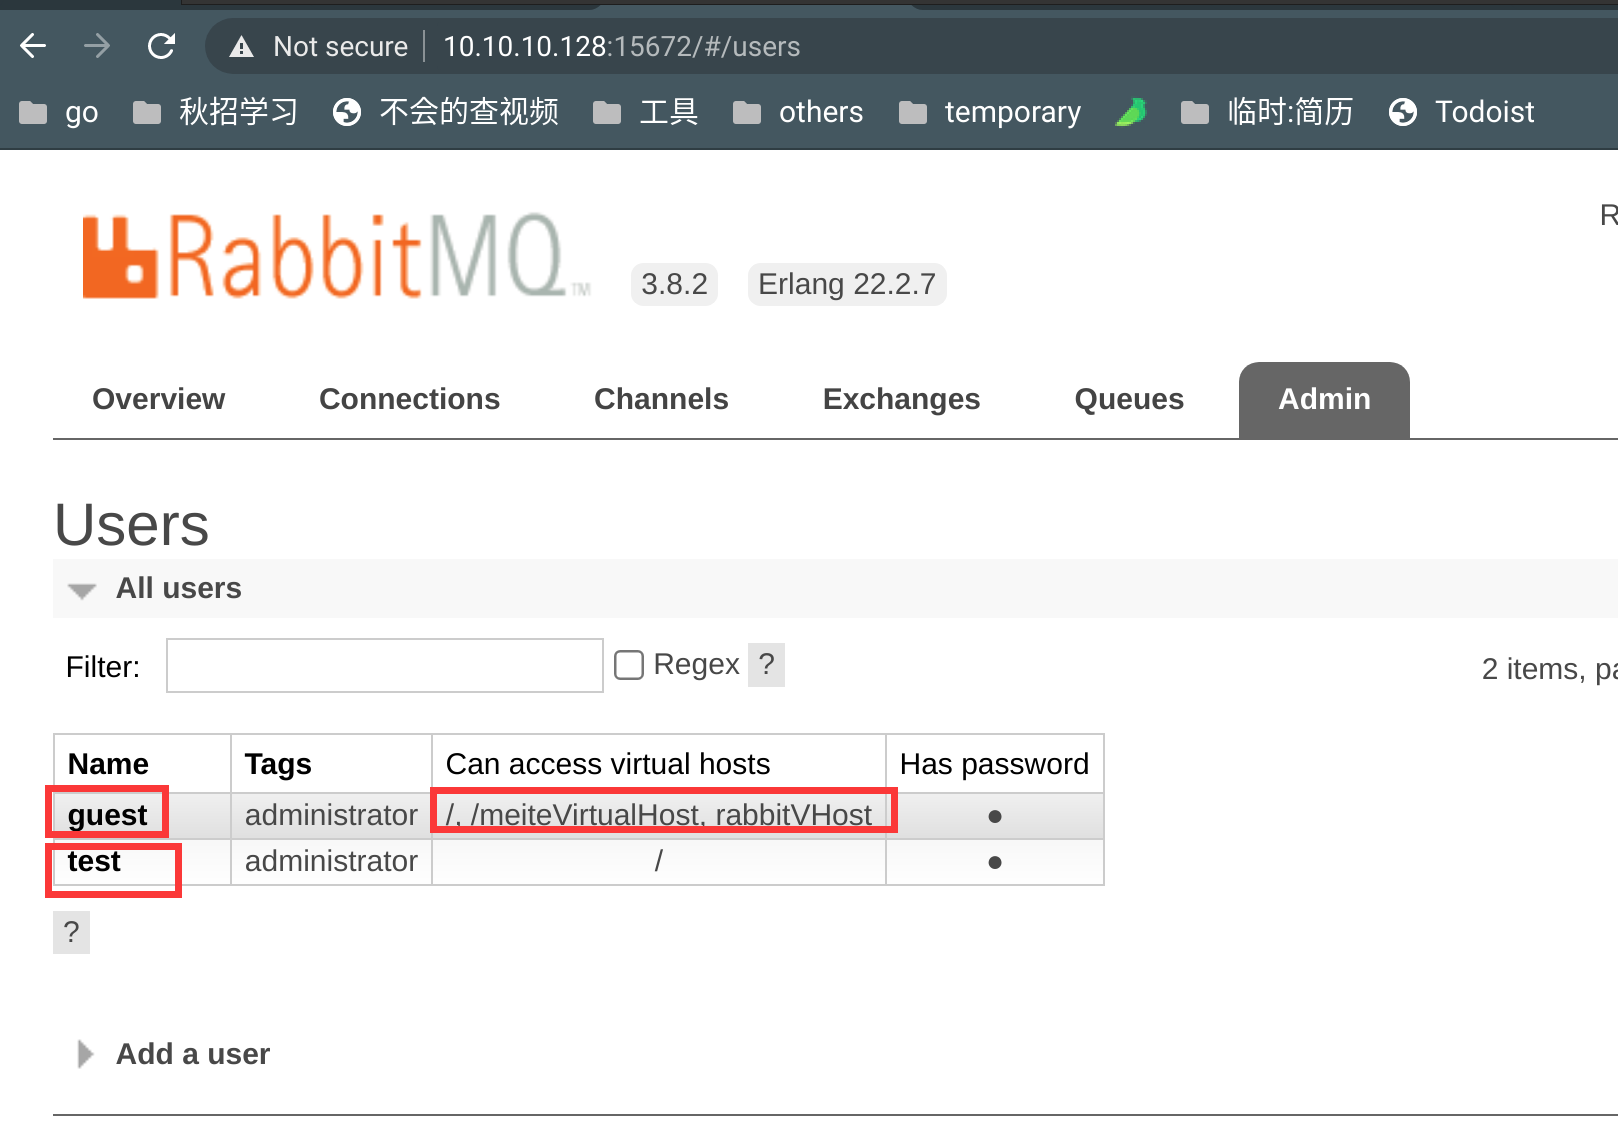 Not secure 10.10.10.128:15672/#/users
go 秋招学习 不会的查视频 工具 others temporary 临时:简历 Todoist
RabbitMQ TM 3.8.2 Erlang 22.2.7
Overview Connections Channels Exchanges Queues Admin
Users
All users
Filter: Regex ? 2 items,
Name Tags Can access virtual hosts Has password
guest administrator /, /meiteVirtualHost, rabbitVHost ●
test administrator / ●
?
Add a user